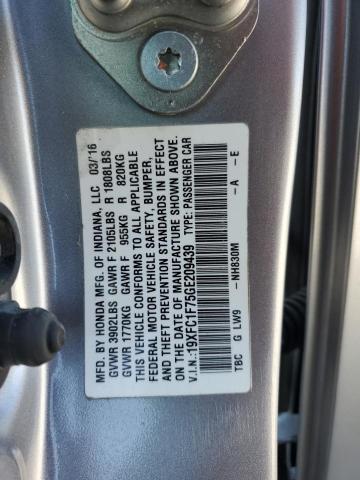 MFD. BY HONDA MFG. OF INDIANA, LLC 03/'16
GVWR 3902LBS GAWR F 2105LBS R 1808LBS
GVWR 1770KG GAWR F 955KG R 820KG
THIS VEHICLE CONFORMS TO ALL APPLICABLE
FEDERAL MOTOR VEHICLE SAFETY, BUMPER,
AND THEFT PREVENTION STANDARDS IN EFFECT
ON THE DATE OF MANUFACTURE SHOWN ABOVE.
V.I.N.:19XFC1F75GE209439 TYPE: PASSENGER CAR
-NH830M -A -E
TBC G LW9